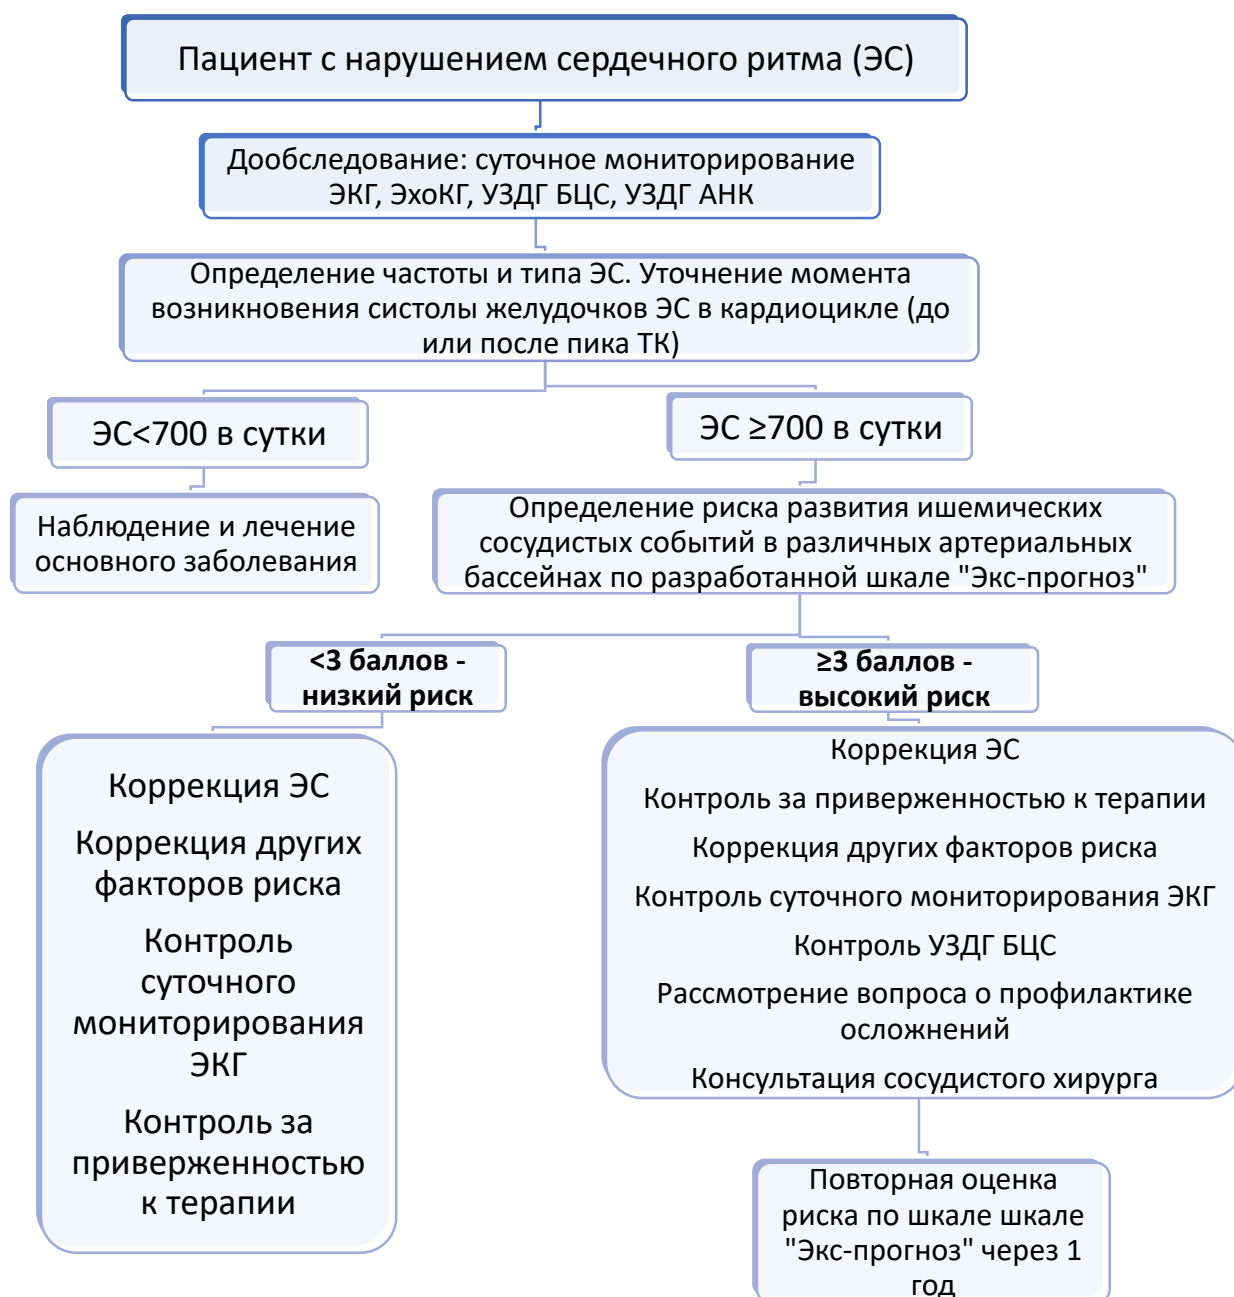 Пациент с нарушением сердечного ритма (ЭС)
Дообследование: суточное мониторирование
ЭКГ, ЭхоКГ, УЗДГ БЦС, УЗДГ АНК
Определение частоты и типа ЭС. Уточнение момента
возникновения систолы желудочков ЭС в кардиоцикле (до
или после пика ТК)
ЭС<700 в сутки
ЭС ≥700 в сутки
Наблюдение и лечение
основного заболевания
Определение риска развития ишемических
сосудистых событий в различных артериальных
бассейнах по разработанной шкале "Экс-прогноз"
<3 баллов -
низкий риск
≥3 баллов -
высокий риск
Коррекция ЭС
Коррекция других
факторов риска
Контроль
суточного
мониторирования
ЭКГ
Контроль за
приверженностью
к терапии
Коррекция ЭС
Контроль за приверженностью к терапии
Коррекция других факторов риска
Контроль суточного мониторирования ЭКГ
Контроль УЗДГ БЦС
Рассмотрение вопроса о профилактике
осложнений
Консультация сосудистого хирурга
Повторная оценка
риска по шкале шкале
"Экс-прогноз" через 1
год